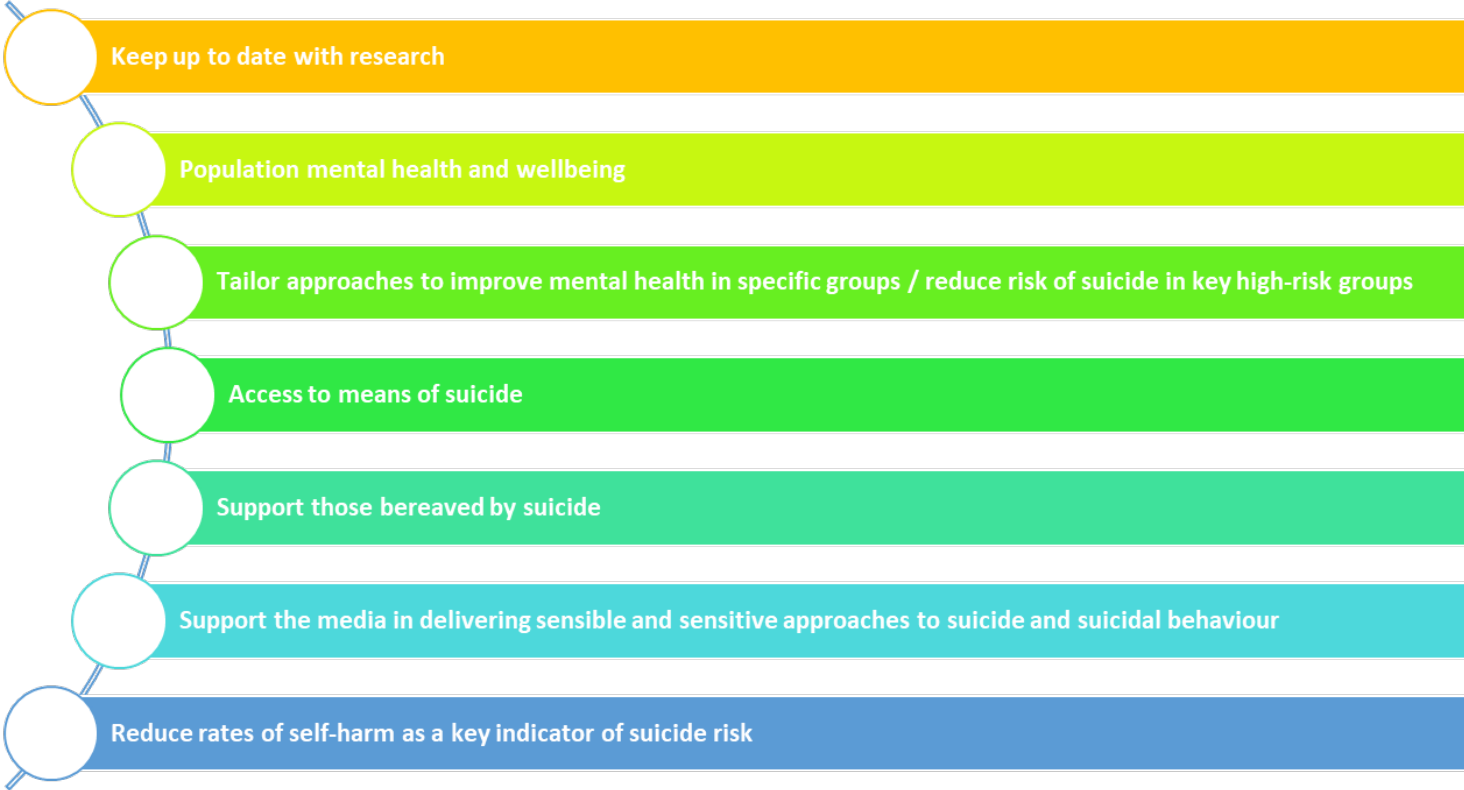 Keep up to date with research
Population mental health and wellbeing
Tailor approaches to improve mental health in specific groups / reduce risk of suicide in key high-risk groups
Access to means of suicide
Support those bereaved by suicide
Support the media in delivering sensible and sensitive approaches to suicide and suicidal behaviour
Reduce rates of self-harm as a key indicator of suicide risk